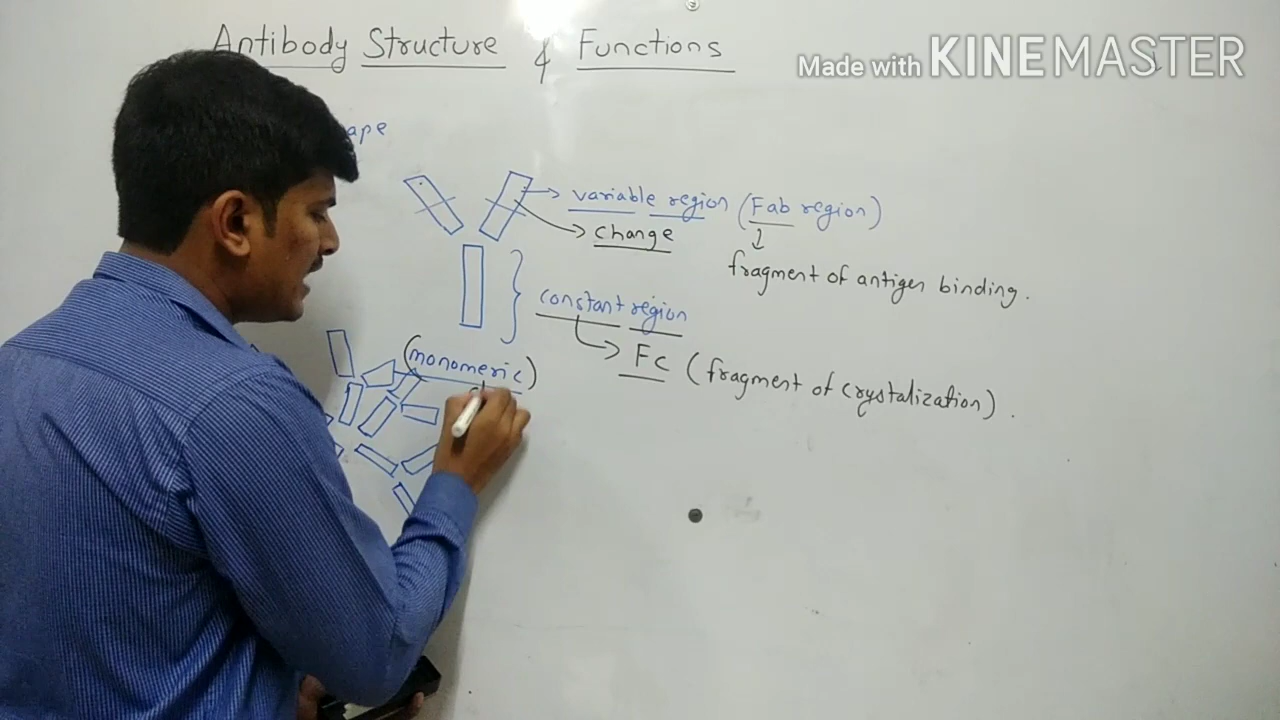 Antibody Structure & Functions
Made with KINEMASTER
ape
variable region (Fab region)
change
fragment of antigen binding.
constant region
(monomeric)
Fc (fragment of crystalization).